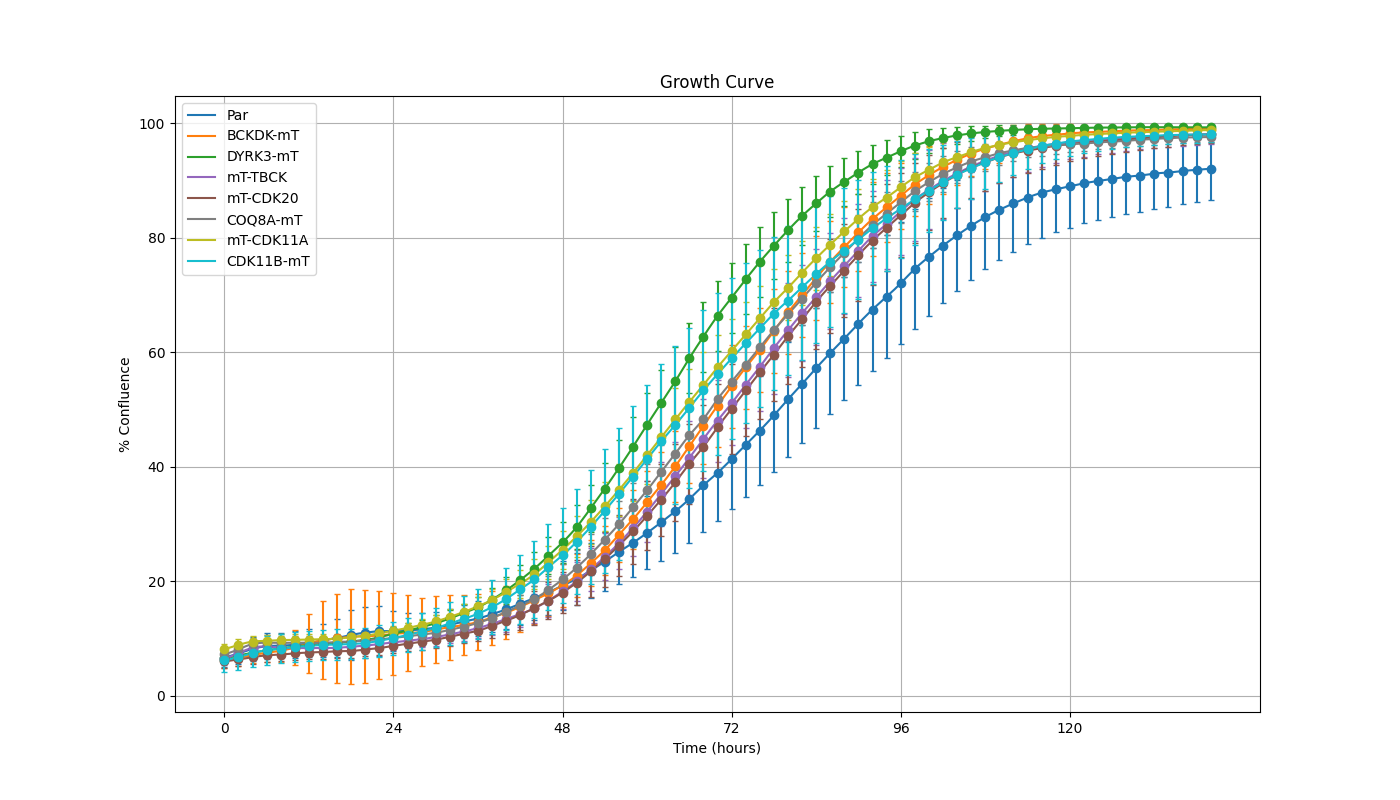 Growth Curve
Par
BCKDK-mT
DYRK3-mT
mT-TBCK
mT-CDK20
COQ8A-mT
mT-CDK11A
CDK11B-mT
100
80
60
40
20
0
% Confluence
0 24 48 72 96 120
Time (hours)